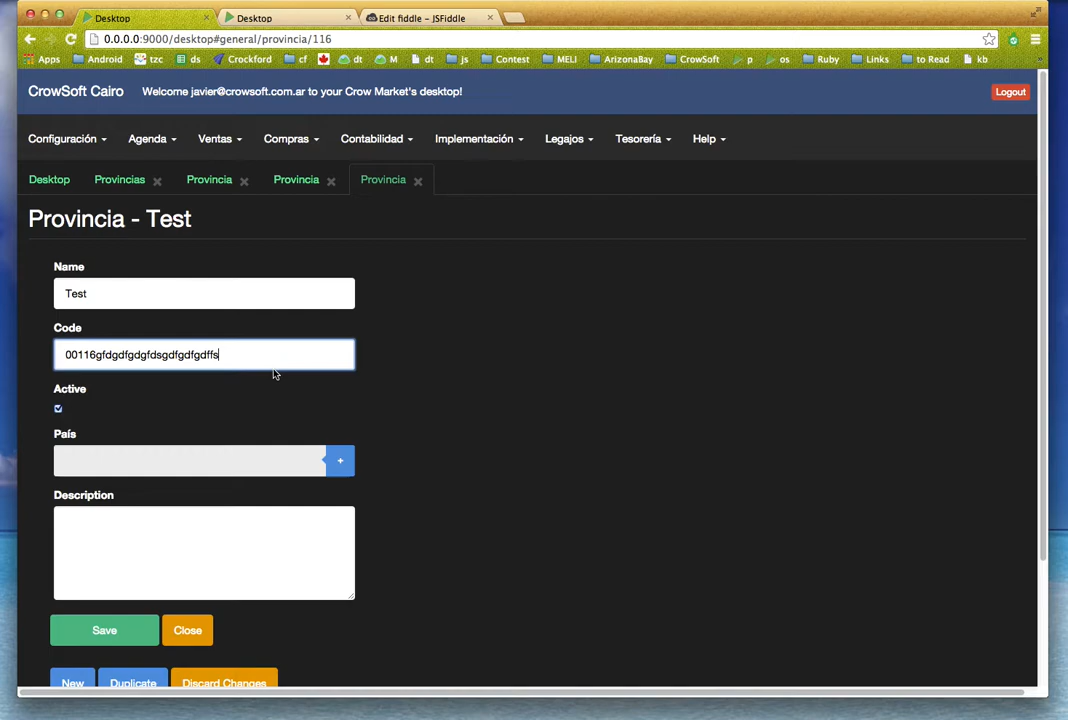 Desktop
Desktop
Edit fiddle - JSFiddle
0.0.0.0:9000/desktop#general/provincia/116
Apps Android tzc ds Crockford cf dt M dt js Contest MELI ArizonaBay CrowSoft p os Ruby Links to Read kb »
CrowSoft Cairo Welcome javier@crowsoft.com.ar to your Crow Market's desktop! Logout
Configuración Agenda Ventas Compras Contabilidad Implementación Legajos Tesorería Help
Desktop Provincias Provincia Provincia Provincia
Provincia - Test
Name
Test
Code
00116gfdgdfgdgfdsgdfgdfgdffs
Active
País
+
Description
Save Close
New Duplicate Discard Changes